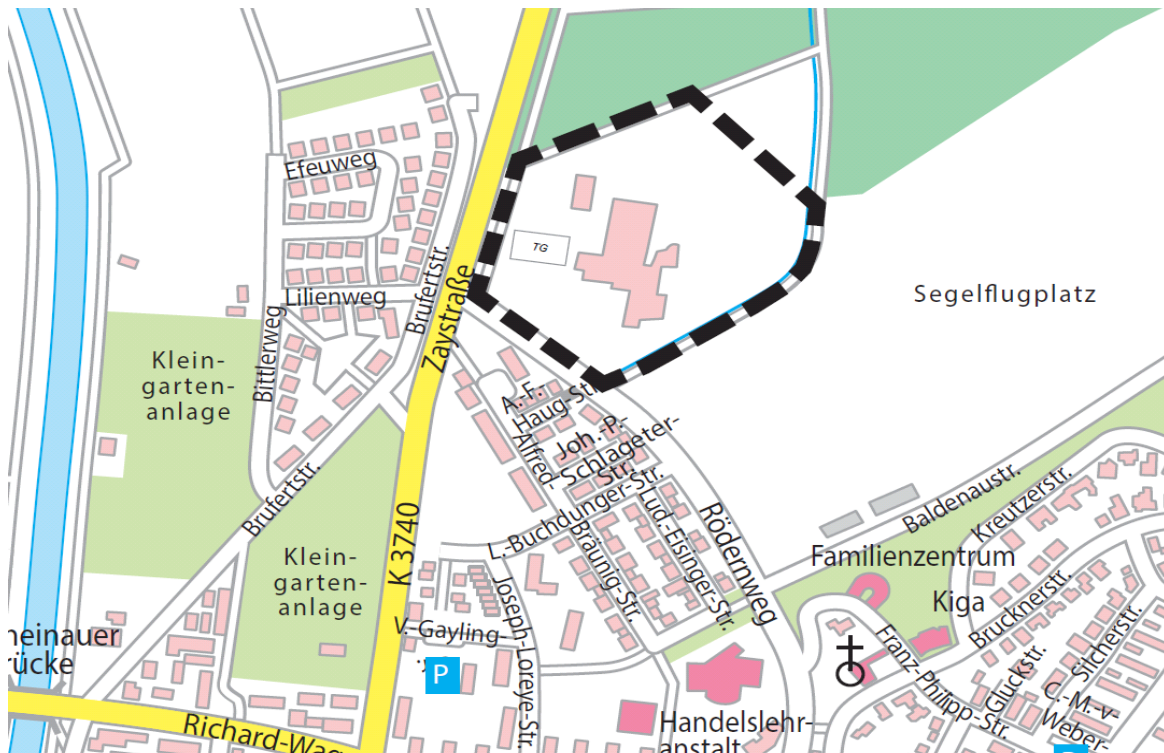 Efeuweg
TG
Brufertstr.
Zaystraße
Lilienweg
Segelflugplatz
Bittlerweg
Klein-
garten-
anlage
A.-F.-
Haug-Str.
Joh.-P.-
Schlageter-
Str.
Alfred-
Bräunig-Str.
Brufertstr.
L.-Buchdunger-Str.
Lud.-Eisinger-Str.
Rödernweg
Baldenaustr.
Kreutzerstr.
K 3740
Klein-
garten-
anlage
Familienzentrum
Kiga
Brucknerstr.
Joseph-Loreye-Str.
V.-Gayling-
Franz-Philipp-Str.
Gluckstr.
Silcherstr.
C.-M.-v-
Weber
heinauer
rücke
P
Richard-Wag
Handelslehr-
anstalt